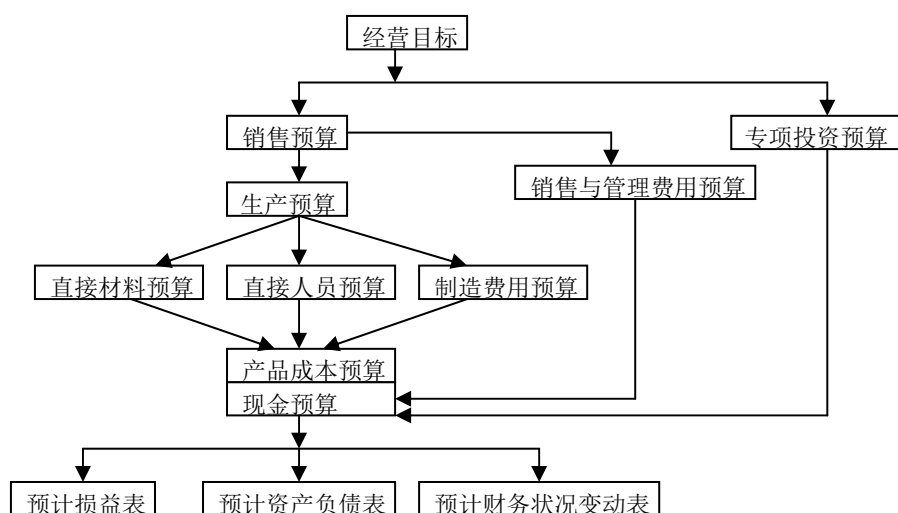 经营目标
销售预算
专项投资预算
销售与管理费用预算
生产预算
直接材料预算
直接人员预算
制造费用预算
产品成本预算
现金预算
预计损益表
预计资产负债表
预计财务状况变动表